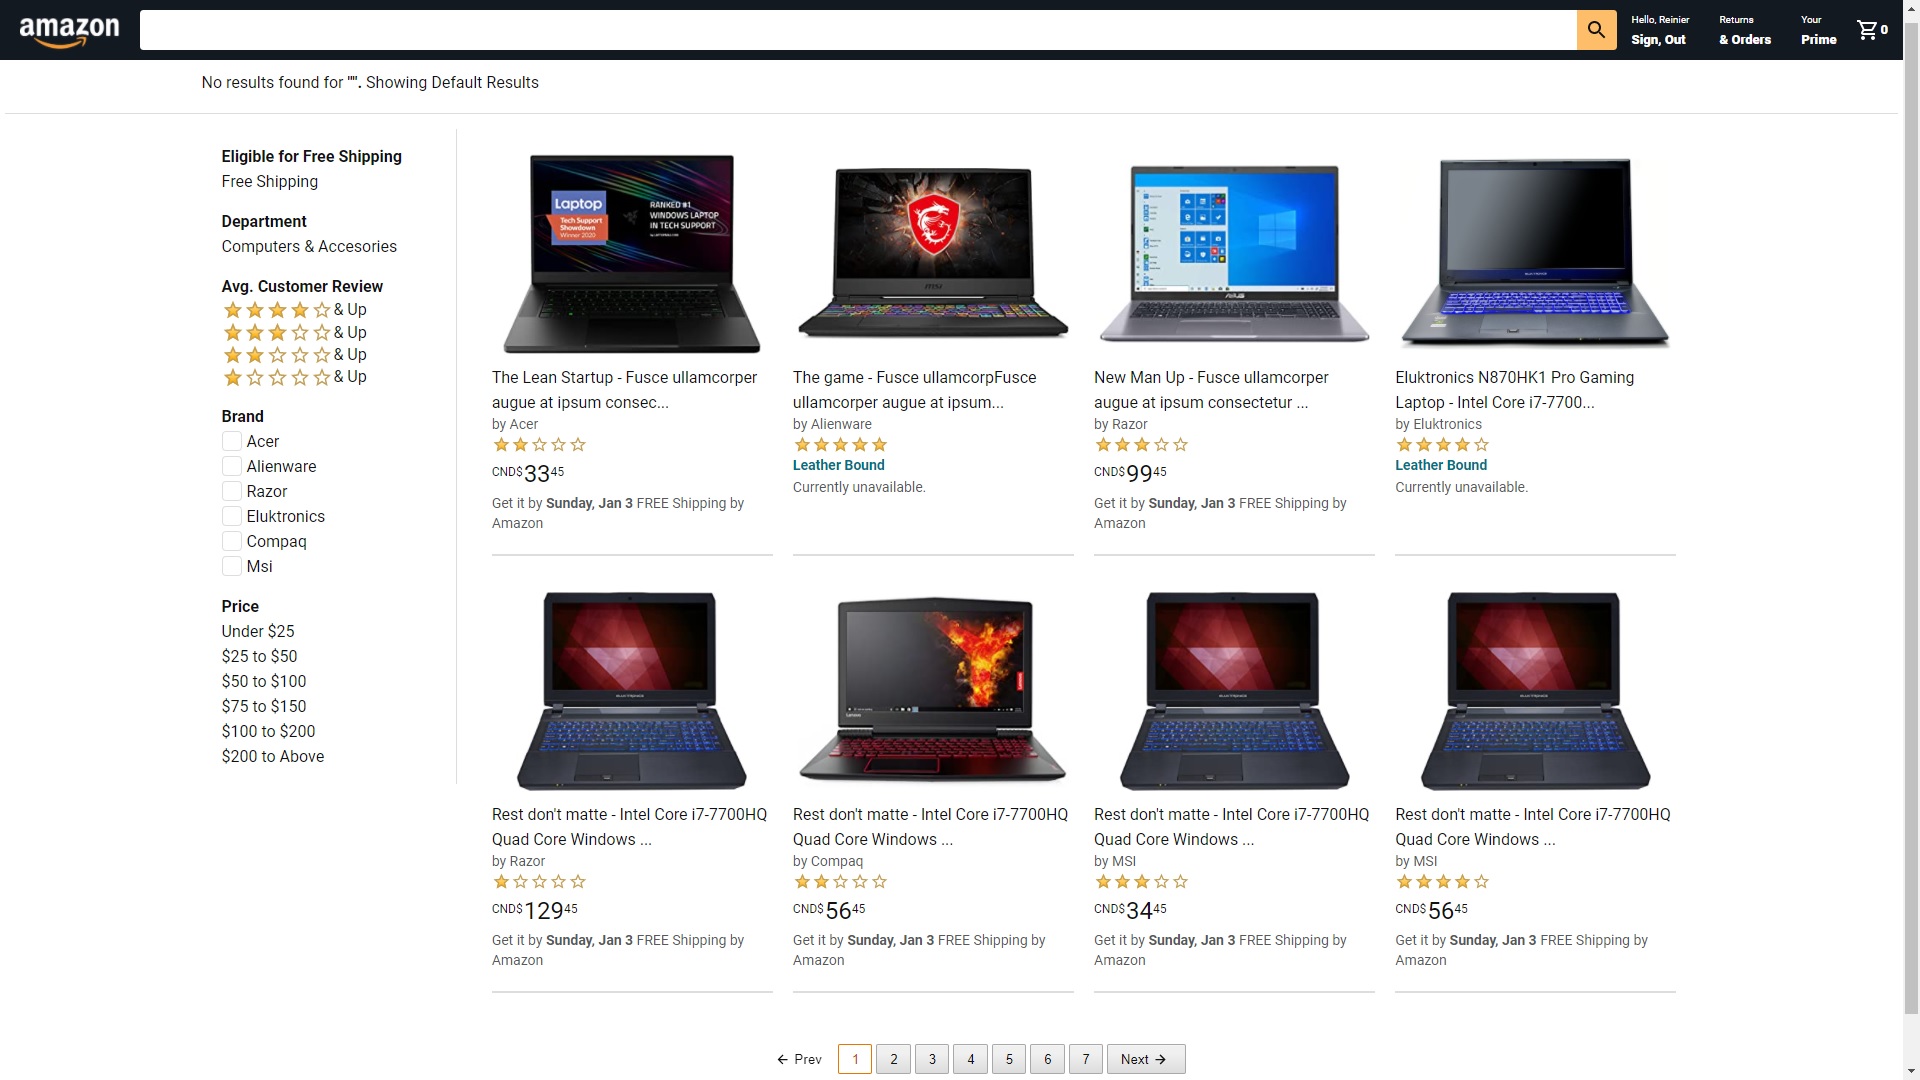 amazon
Hello, Reinier
Sign, Out
Returns
& Orders
Your
Prime
0
No results found for "". Showing Default Results
Eligible for Free Shipping
Free Shipping
Department
Computers & Accesories
Avg. Customer Review
& Up
& Up
& Up
& Up
Brand
Acer
Alienware
Razor
Eluktronics
Compaq
Msi
Price
Under $25
$25 to $50
$50 to $100
$75 to $150
$100 to $200
$200 to Above
Laptop
Tech Support
Showdown
Winner 2020
RANKED #1
WINDOWS LAPTOP
IN TECH SUPPORT
The Lean Startup - Fusce ullamcorper
augue at ipsum consec...
by Acer
CND$3345
Get it by Sunday, Jan 3 FREE Shipping by
Amazon
msi
The game - Fusce ullamcorpFusce
ullamcorper augue at ipsum...
by Alienware
Leather Bound
Currently unavailable.
ASUS
New Man Up - Fusce ullamcorper
augue at ipsum consectetur ...
by Razor
CND$9945
Get it by Sunday, Jan 3 FREE Shipping by
Amazon
Eluktronics N870HK1 Pro Gaming
Laptop - Intel Core i7-7700...
by Eluktronics
Leather Bound
Currently unavailable.
Rest don't matte - Intel Core i7-7700HQ
Quad Core Windows ...
by Razor
CND$12945
Get it by Sunday, Jan 3 FREE Shipping by
Amazon
Lenovo
Rest don't matte - Intel Core i7-7700HQ
Quad Core Windows ...
by Compaq
CND$5645
Get it by Sunday, Jan 3 FREE Shipping by
Amazon
Rest don't matte - Intel Core i7-7700HQ
Quad Core Windows ...
by MSI
CND$3445
Get it by Sunday, Jan 3 FREE Shipping by
Amazon
Rest don't matte - Intel Core i7-7700HQ
Quad Core Windows ...
by MSI
CND$5645
Get it by Sunday, Jan 3 FREE Shipping by
Amazon
← Prev 1 2 3 4 5 6 7 Next →